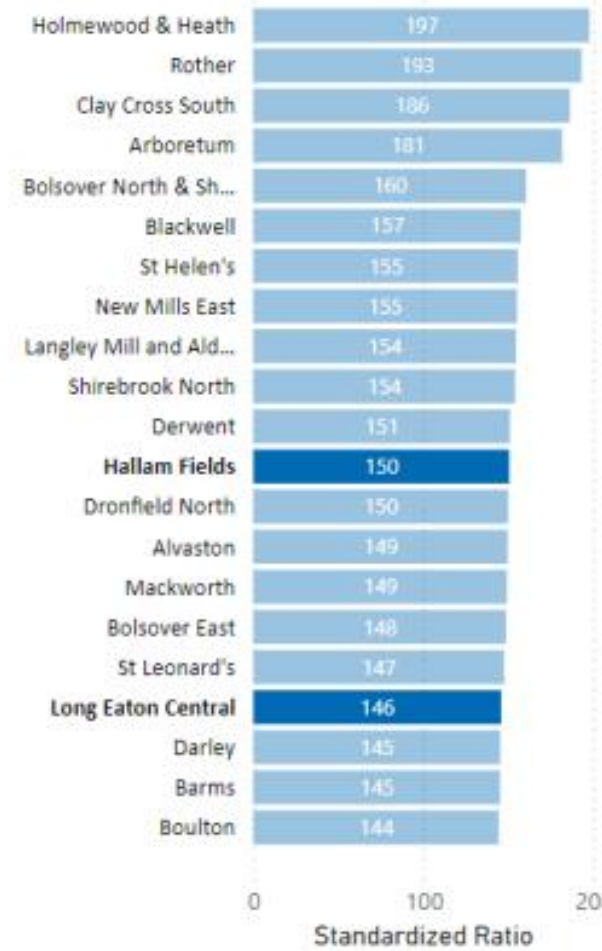 Holmewood & Heath 197
Rother 193
Clay Cross South 186
Arboretum 181
Bolsover North & Sh... 160
Blackwell 157
St Helen's 155
New Mills East 155
Langley Mill and Ald... 154
Shirebrook North 154
Derwent 151
Hallam Fields 150
Dronfield North 150
Alvaston 149
Mackworth 149
Bolsover East 148
St Leonard's 147
Long Eaton Central 146
Darley 145
Barms 145
Boulton 144
0 100 20
Standardized Ratio